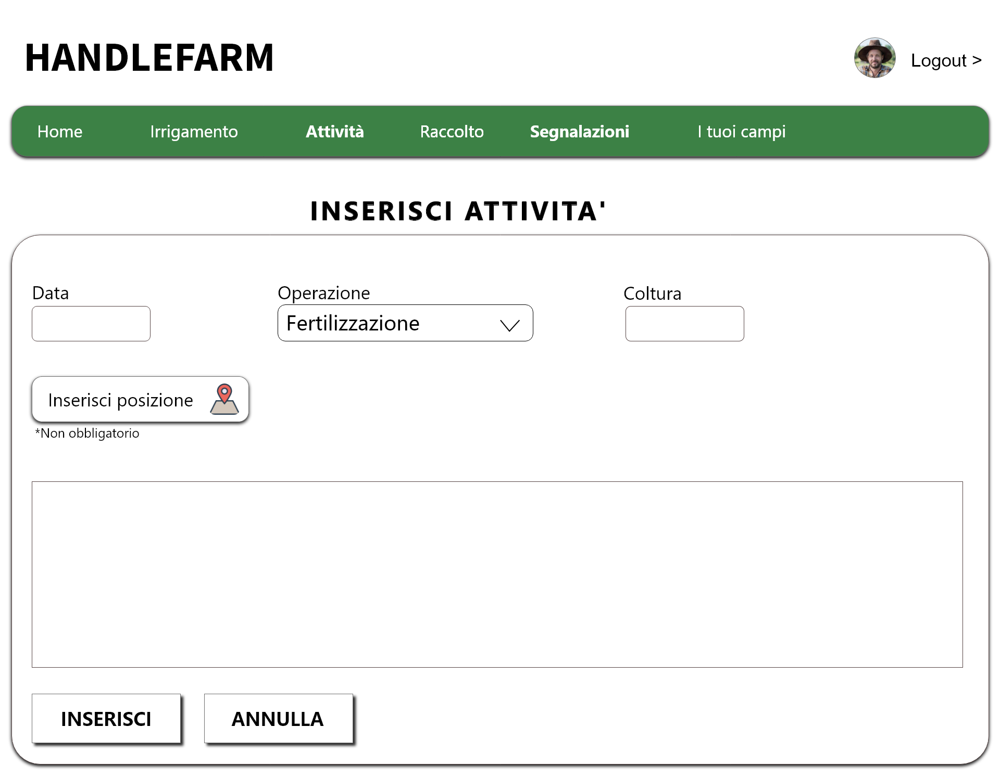 HANDLEFARM
Logout >
Home Irrigamento Attività Raccolto Segnalazioni I tuoi campi
INSERISCI ATTIVITA'
Data Operazione Coltura
Fertilizzazione
Inserisci posizione
*Non obbligatorio
INSERISCI ANNULLA